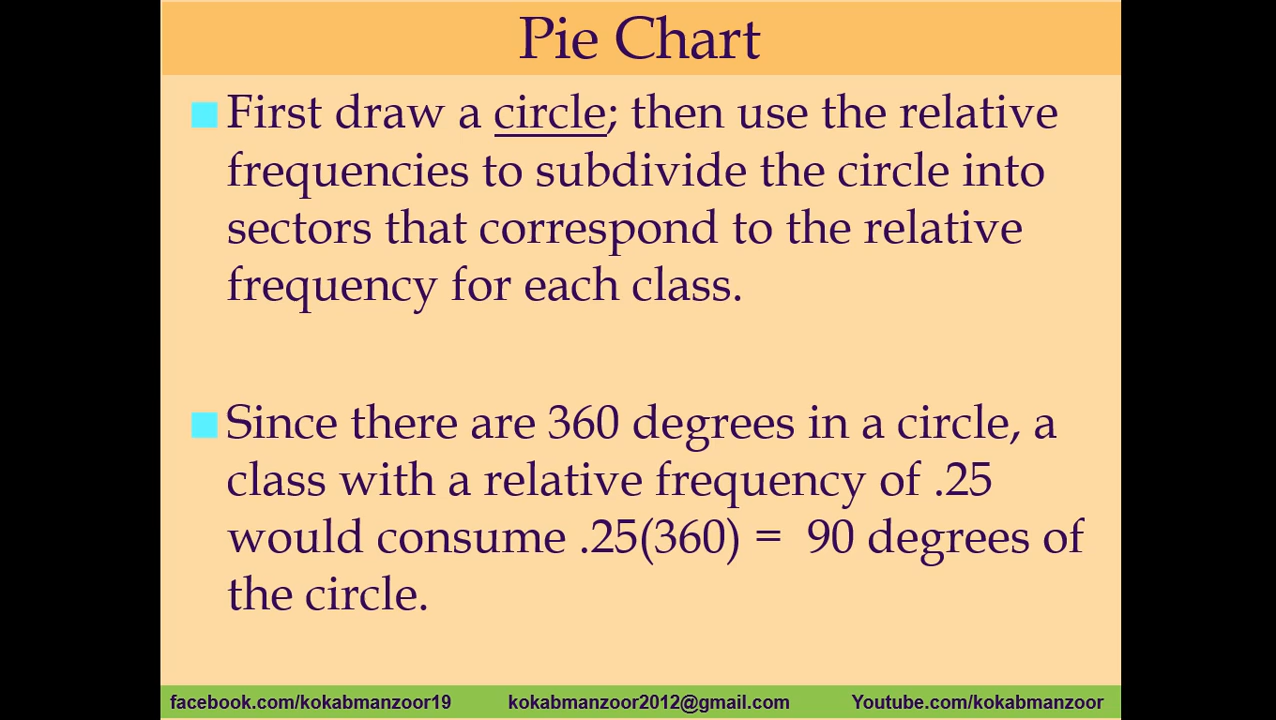 Pie Chart
First draw a circle; then use the relative
frequencies to subdivide the circle into
sectors that correspond to the relative
frequency for each class.
Since there are 360 degrees in a circle, a
class with a relative frequency of .25
would consume .25(360) =  90 degrees of
the circle.
facebook.com/kokabmanzoor19 kokabmanzoor2012@gmail.com Youtube.com/kokabmanzoor